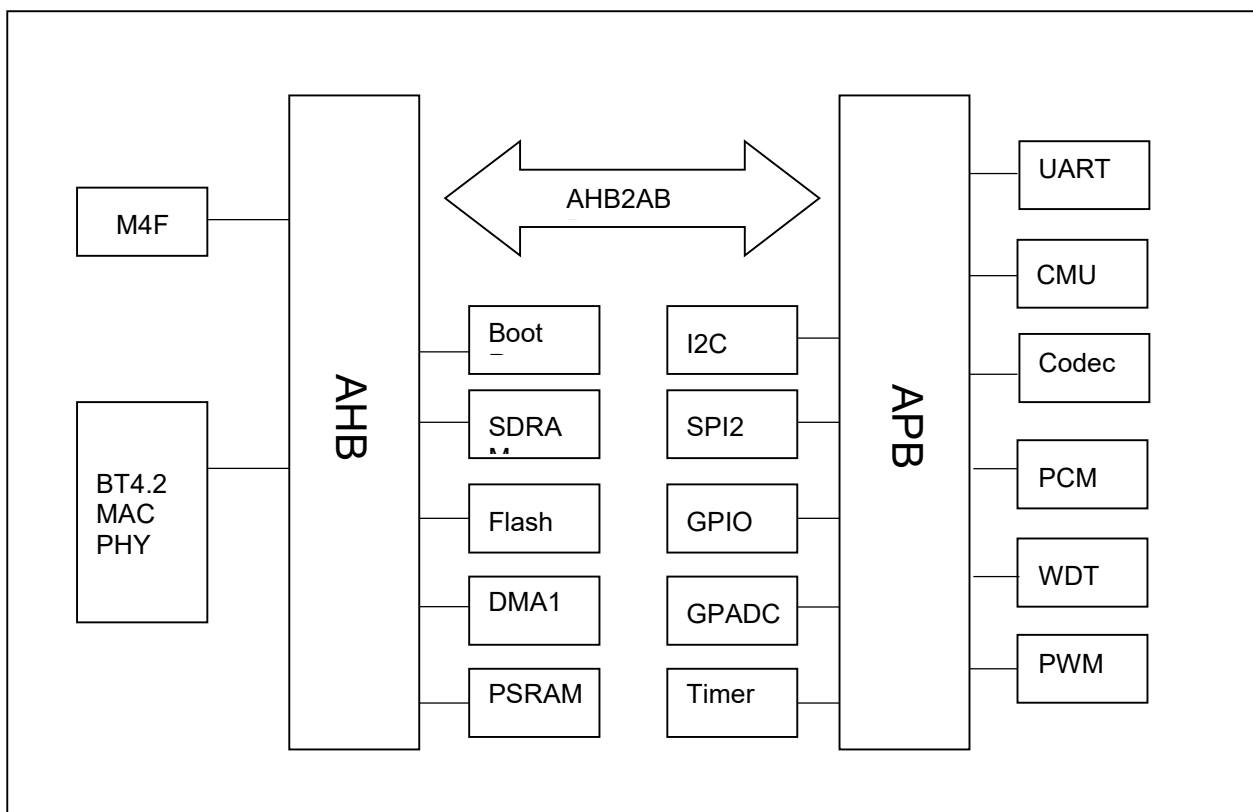 AHB2AB
UART
M4F
CMU
Boot
I2C
Codec
AHB
APB
SDRA
SPI2
PCM
BT4.2
MAC
PHY
Flash
GPIO
WDT
DMA1
GPADC
PWM
PSRAM
Timer